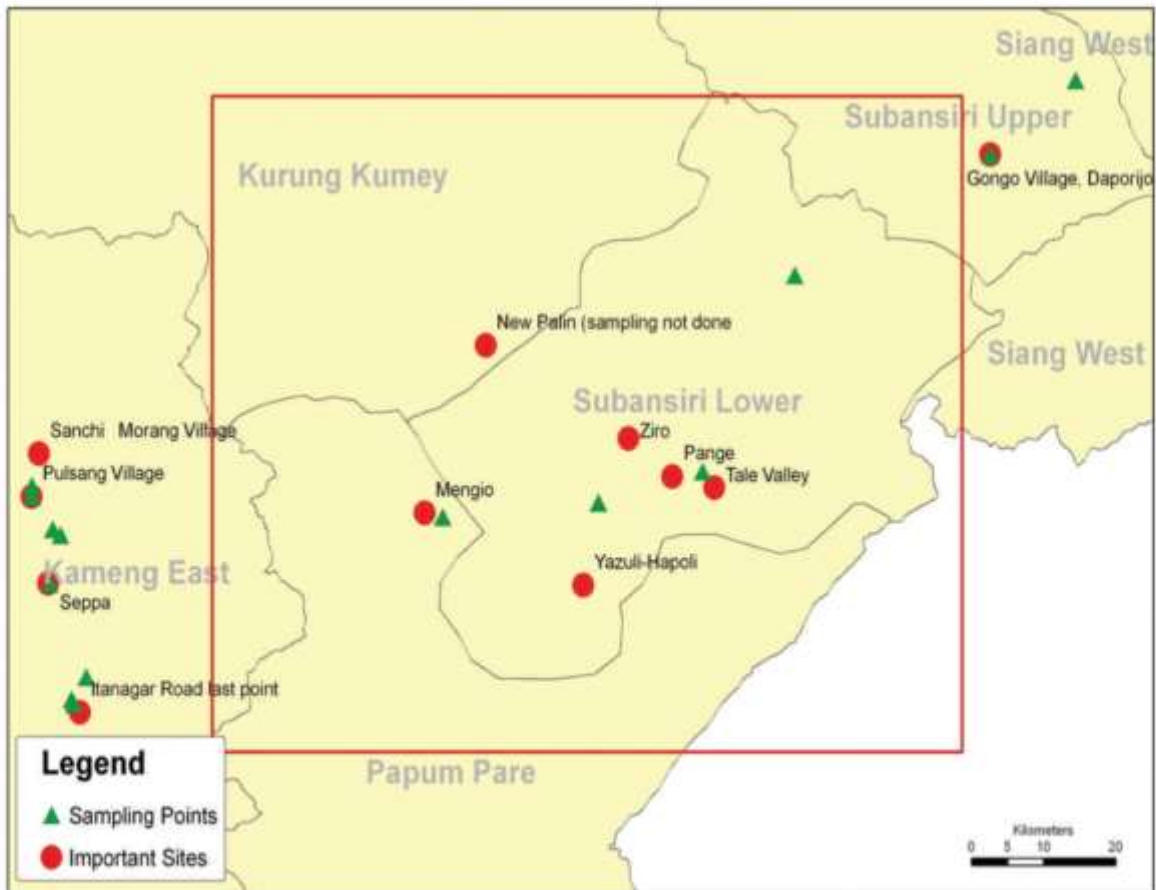 Siang West
Subansiri Upper
Kurung Kumey
Gongo Village, Daporijo
New Palin (sampling not done
Siang West
Subansiri Lower
Sanchi Morang Village
Ziro
Pange
Pulsang Village
Tale Valley
Mengio
Yazuli-Hapoli
Kameng East
Seppa
Itanagar Road last point
Legend
Papum Pare
Sampling Points
Important Sites
Kilometers
0 5 10 20